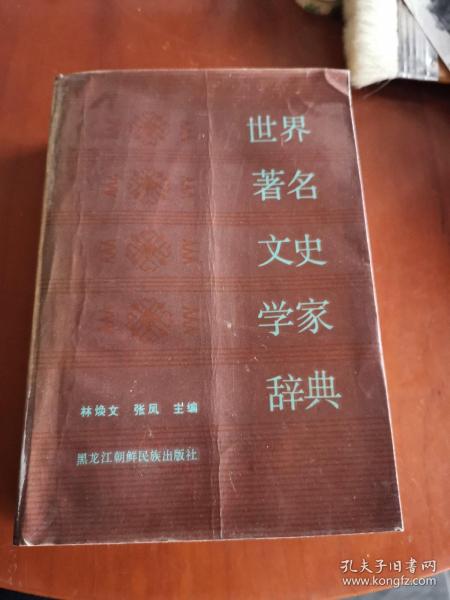 世界
著名
文史
学家
辞典
林焕文 张凤 主编
黑龙江朝鲜民族出版社
孔夫子旧书网
www.kongfz.com